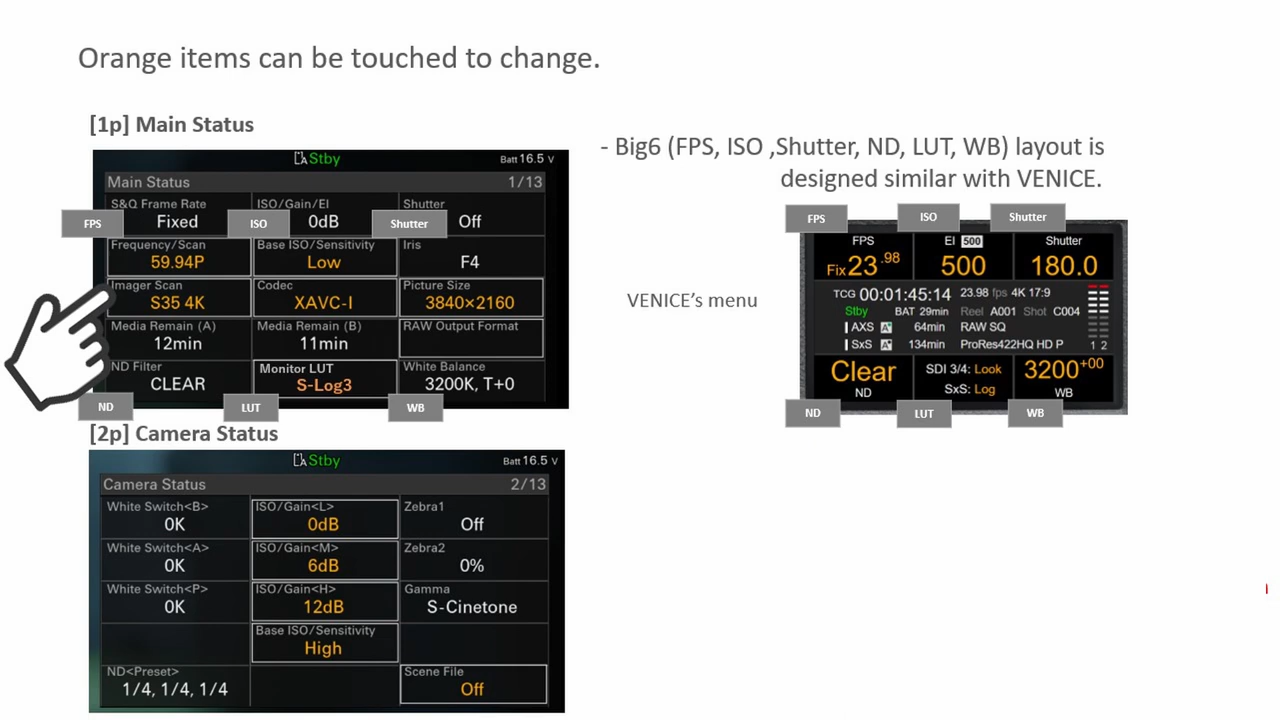 Orange items can be touched to change.
[1p] Main Status
Stby
Batt 16.5 V
Main Status 1/13
S&Q Frame Rate ISO/Gain/EI Shutter
Fixed 0dB Off
FPS ISO Shutter
Frequency/Scan Base ISO/Sensitivity Iris
59.94P Low F4
Imager Scan Codec Picture Size
S35 4K XAVC-I 3840×2160
Media Remain (A) Media Remain (B) RAW Output Format
12min 11min
ND Filter Monitor LUT White Balance
CLEAR S-Log3 3200K, T+0
ND LUT WB
- Big6 (FPS, ISO ,Shutter, ND, LUT, WB) layout is
designed similar with VENICE.
VENICE's menu
FPS ISO Shutter
FPS EI 500 Shutter
Fix23.98 500 180.0
TCG 00:01:45:14 23.98 fps 4K 17:9
Stby BAT 29min Reel A001 Shot C004
AXS A 64min RAW SQ
SxS A 134min ProRes422HQ HD P 1 2
Clear SDI 3/4: Look 3200+00
ND SxS: Log WB
ND LUT WB
[2p] Camera Status
Stby
Batt 16.5 V
Camera Status 2/13
White Switch<B> ISO/Gain<L> Zebra1
0K 0dB Off
White Switch<A> ISO/Gain<M> Zebra2
0K 6dB 0%
White Switch<P> ISO/Gain<H> Gamma
0K 12dB S-Cinetone
Base ISO/Sensitivity
High
ND<Preset> Scene File
1/4, 1/4, 1/4 Off